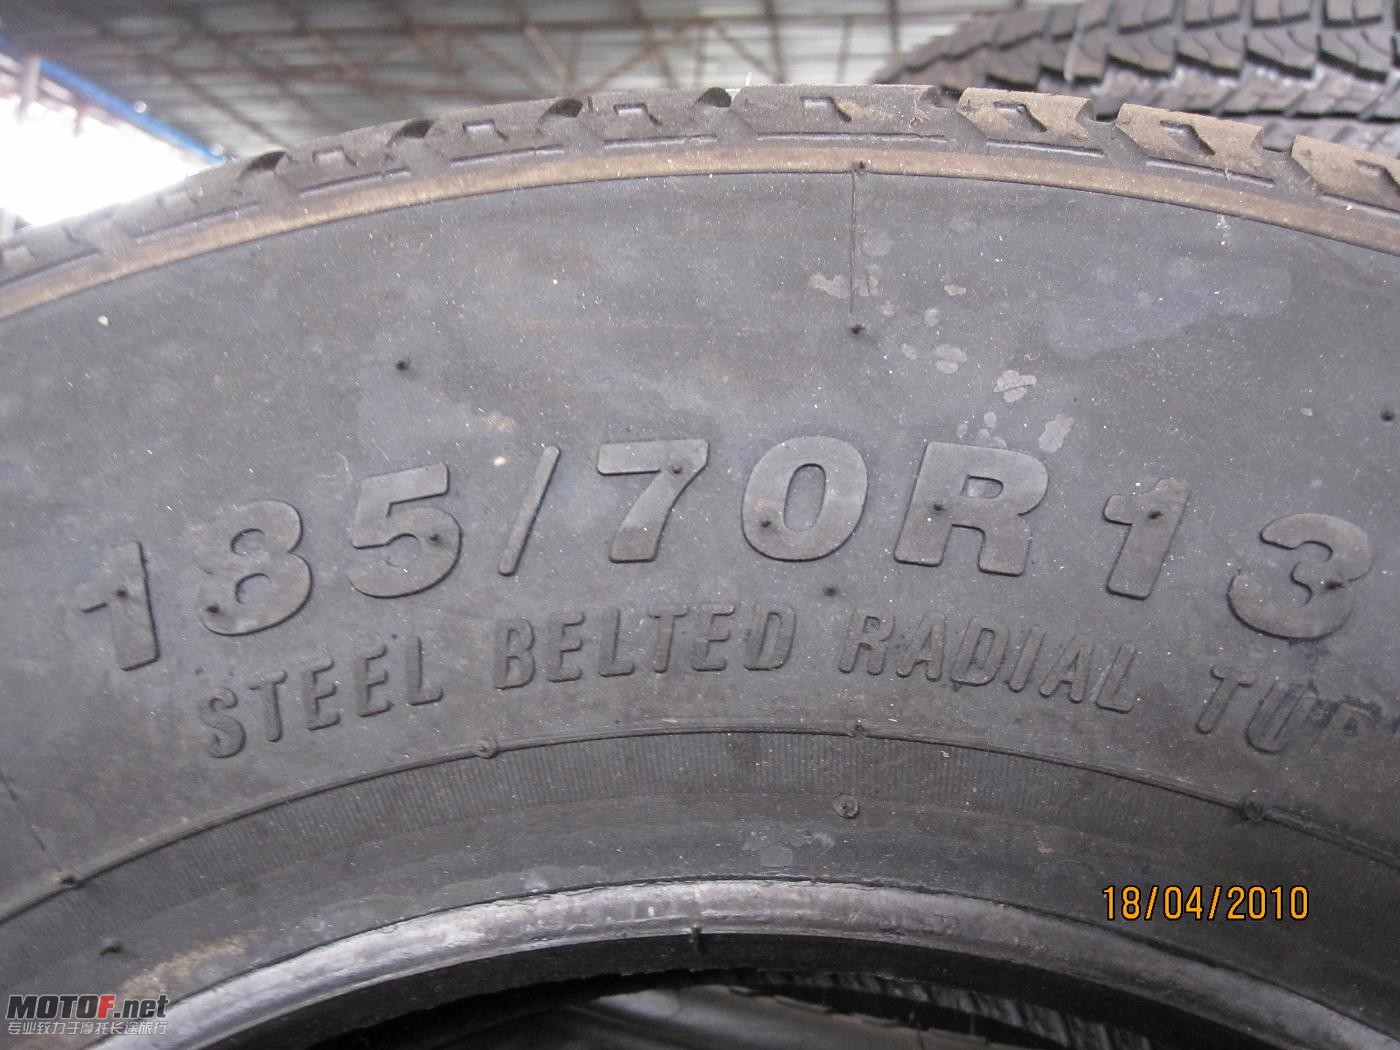 185/70R13
STEEL BELTED RADIAL
18/04/2010
MOTOF.net
专业致力于摩托长途旅行